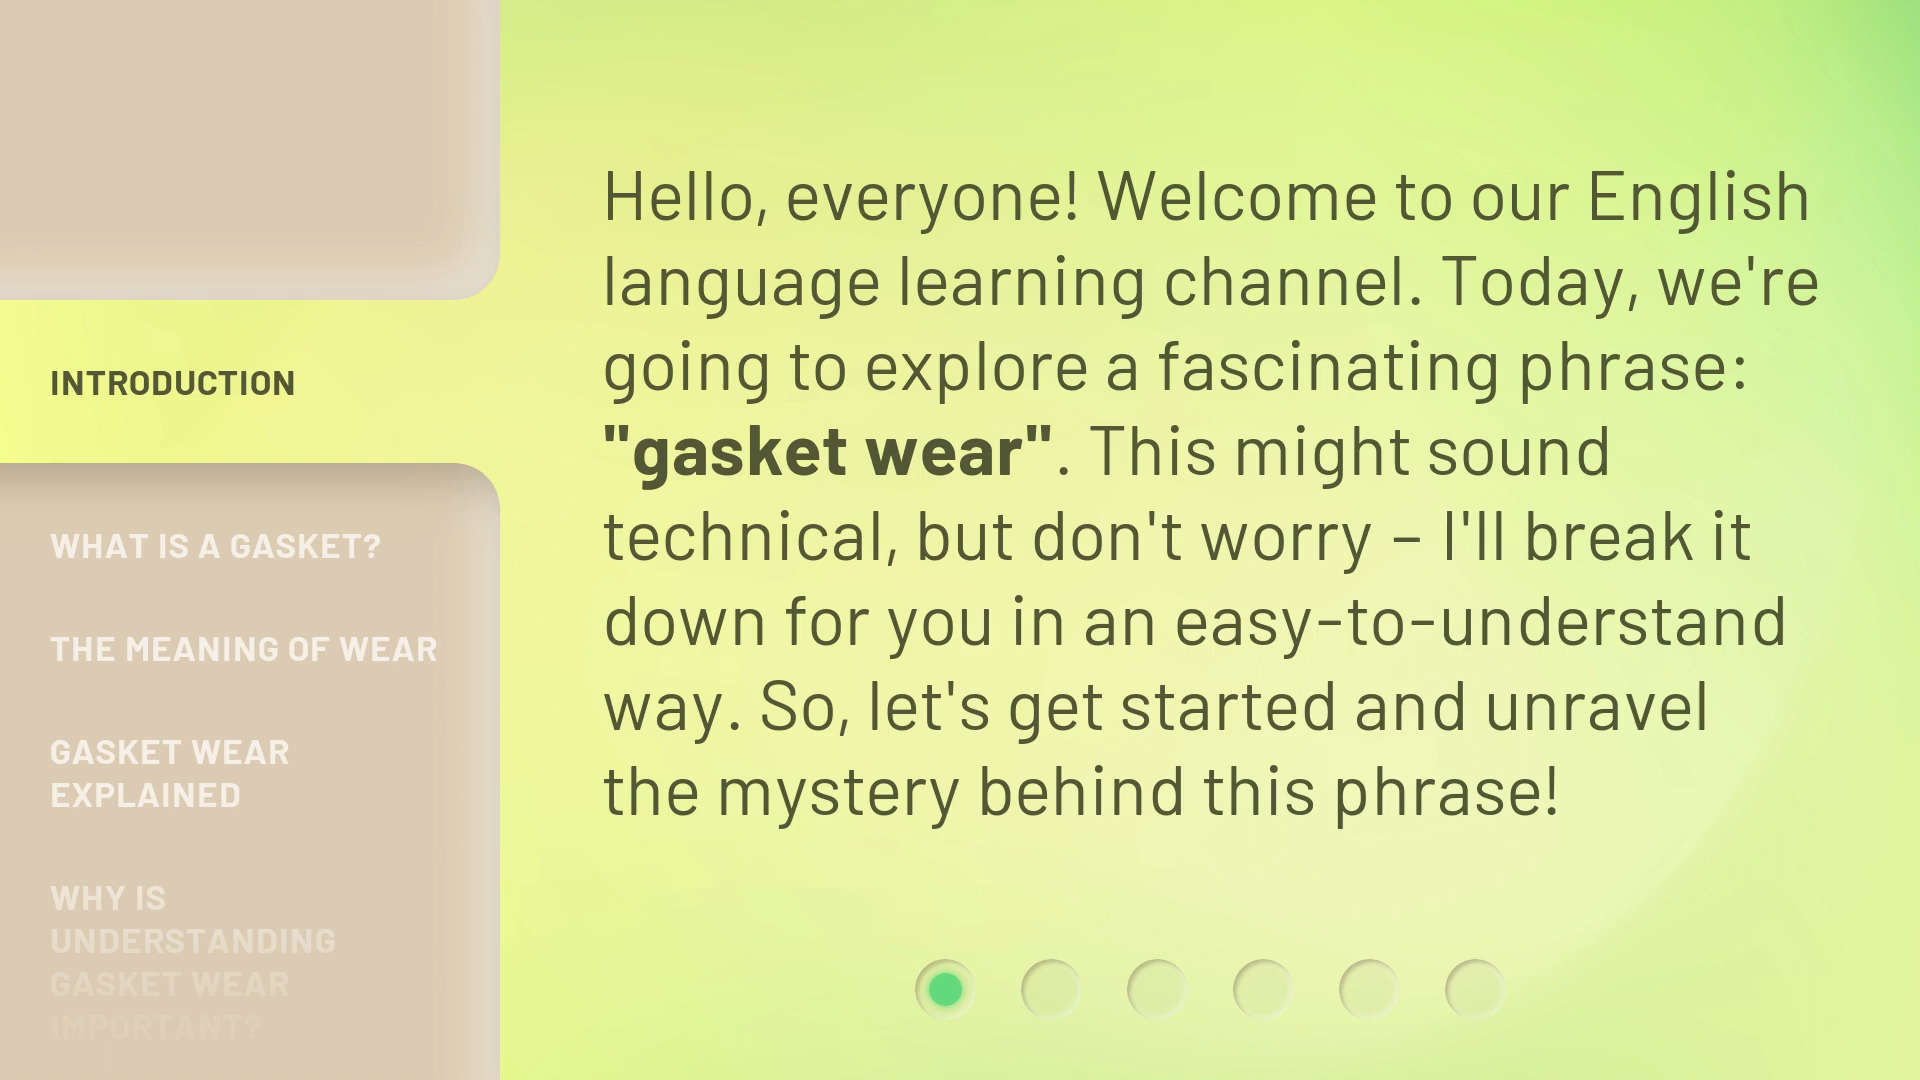 INTRODUCTION
WHAT IS A GASKET?
THE MEANING OF WEAR
GASKET WEAR
EXPLAINED
WHY IS
UNDERSTANDING
GASKET WEAR
IMPORTANT?
Hello, everyone! Welcome to our English
language learning channel. Today, we're
going to explore a fascinating phrase:
"gasket wear". This might sound
technical, but don't worry – I'll break it
down for you in an easy-to-understand
way. So, let's get started and unravel
the mystery behind this phrase!